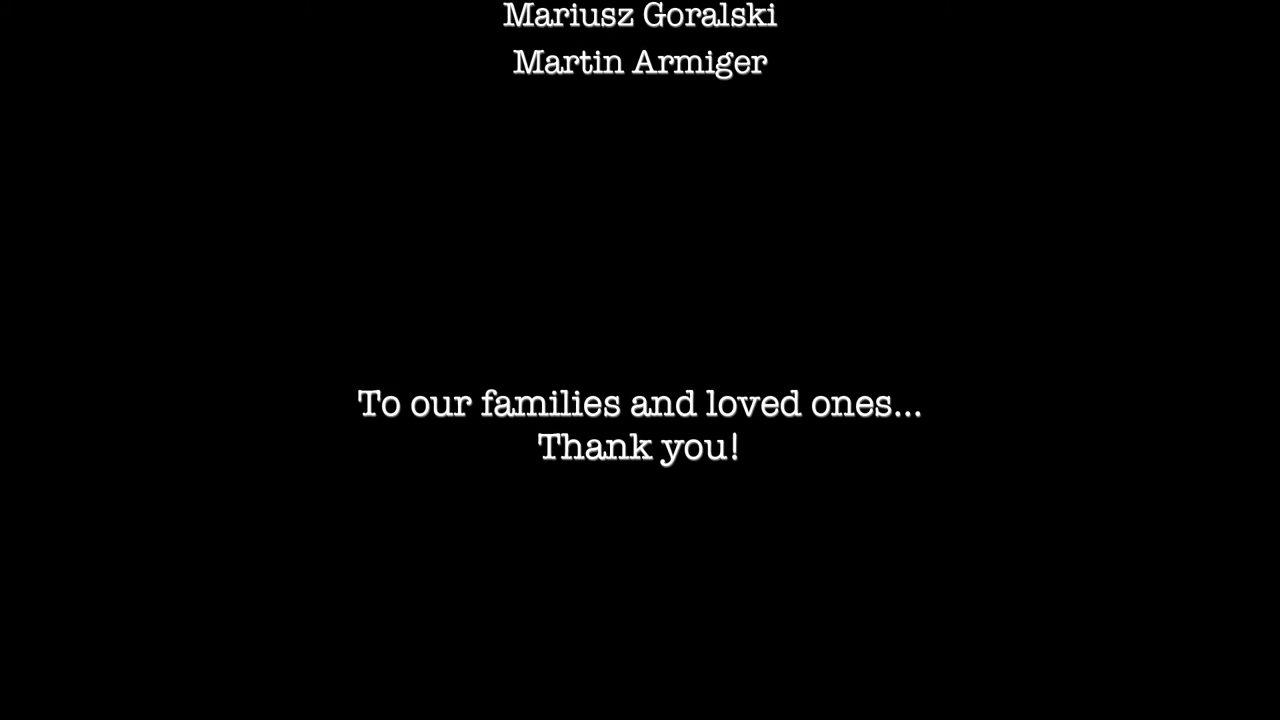 Mariusz Goralski
Martin Armiger
To our families and loved ones...
Thank you!